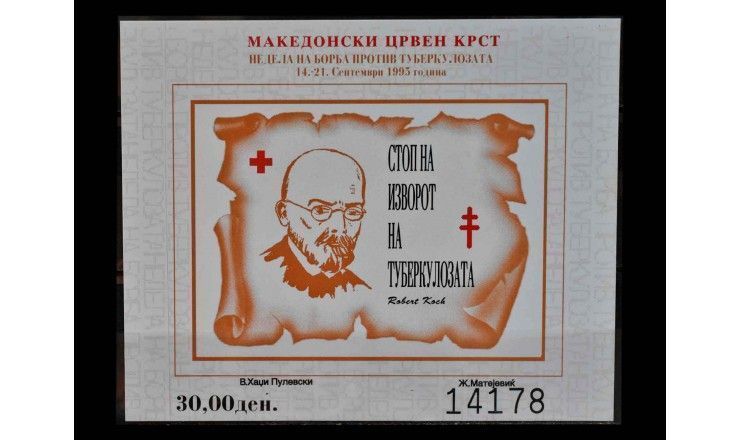 МАКЕДОНСКИ ЦРВЕН КРСТ
НЕДЕЛА НА БОРБА ПРОТИВ ТУБЕРКУЛОЗАТА
14.-21. Септември 1995 година
СТОП НА
ИЗВОРОТ
НА
ТУБЕРКУЛОЗАТА
Robert Koch
В.Хаџи Пулевски
Ж.Матејевиќ
30,00ден.
14178